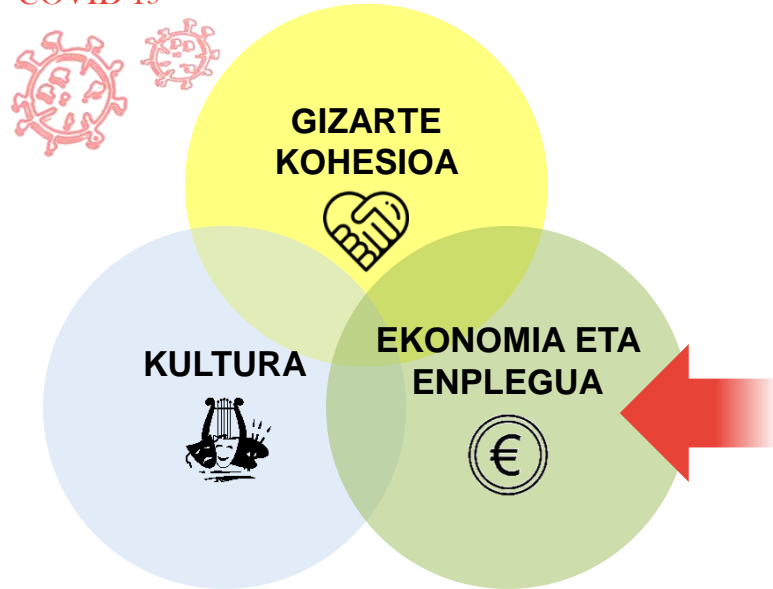 GIZARTE
KOHESIOA
KULTURA
EKONOMIA ETA
ENPLEGUA
€